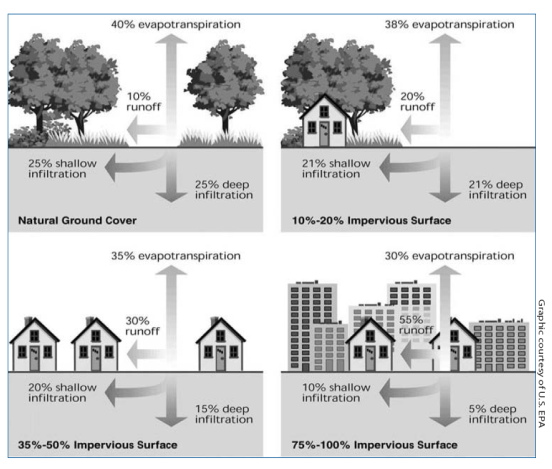 40% evapotranspiration
10%
runoff
25% shallow
infiltration
25% deep
infiltration
Natural Ground Cover
38% evapotranspiration
20%
runoff
21% shallow
infiltration
21% deep
infiltration
10%-20% Impervious Surface
35% evapotranspiration
30%
runoff
20% shallow
infiltration
15% deep
infiltration
35%-50% Impervious Surface
30% evapotranspiration
55%
runoff
10% shallow
infiltration
5% deep
infiltration
75%-100% Impervious Surface
Graphic courtesy of U.S. EPA